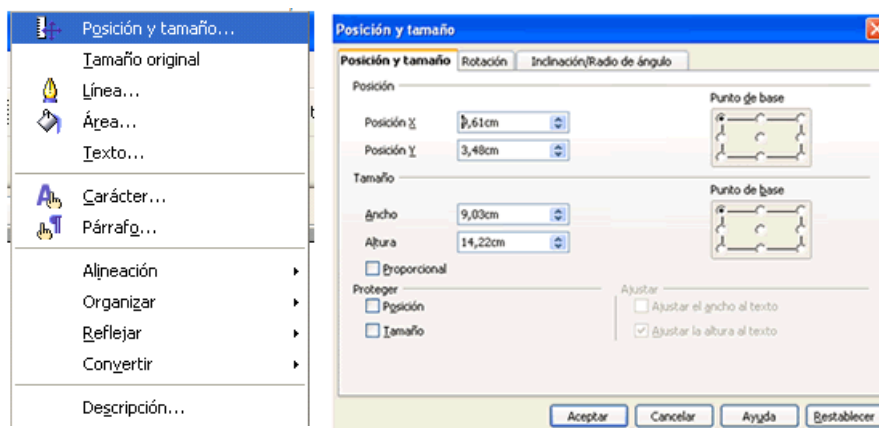 Posición y tamaño...
Tamaño original
Línea...
Área...
Texto...
Carácter...
Párrafo...
Alineación
Organizar
Reflejar
Convertir
Descripción...
Posición y tamaño
Posición y tamaño Rotación Inclinación/Radio de ángulo
Posición
Punto de base
Posición X ,61cm
Posición Y 3,48cm
Tamaño
Punto de base
Ancho 9,03cm
Altura 14,22cm
Proporcional
Proteger Ajustar
Posición Ajustar el ancho al texto
Tamaño Ajustar la altura al texto
Aceptar Cancelar Ayuda Restablecer